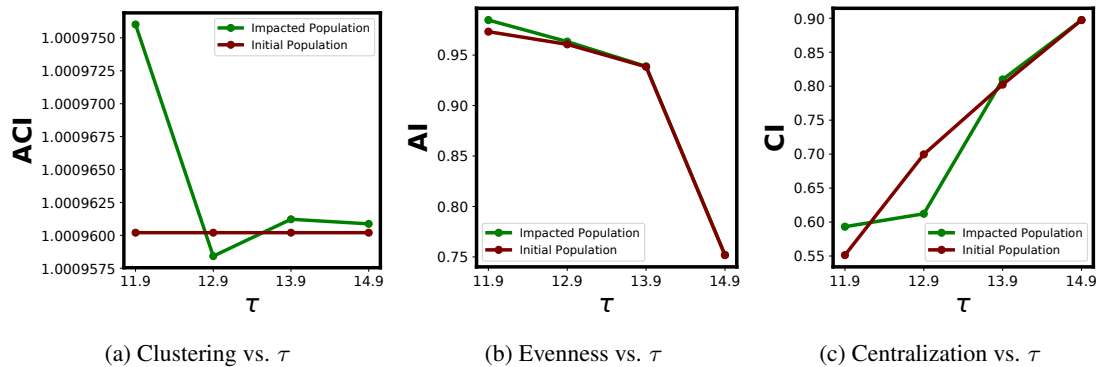 1.0009750
1.0009725
1.0009700
1.0009675
1.0009650
1.0009625
1.0009600
1.0009575
ACI
Impacted Population
Initial Population
11.9 12.9 13.9 14.9
τ
(a) Clustering vs. τ
0.95
0.90
0.85
0.80
0.75
AI
Impacted Population
Initial Population
11.9 12.9 13.9 14.9
τ
(b) Evenness vs. τ
0.90
0.85
0.80
0.75
0.70
0.65
0.60
0.55
CI
Impacted Population
Initial Population
11.9 12.9 13.9 14.9
τ
(c) Centralization vs. τ